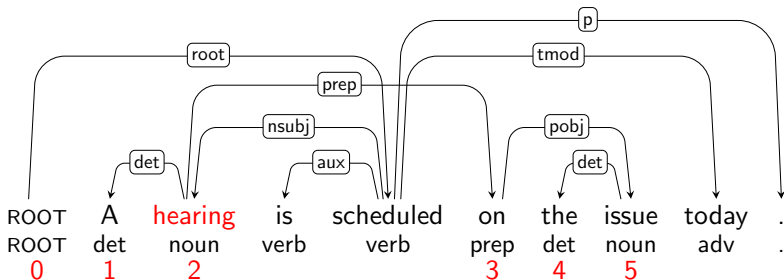 p
root tmod
prep
nsubj pobj
det aux det
ROOT A hearing is scheduled on the issue today .
ROOT det noun verb verb prep det noun adv .
0 1 2 3 4 5